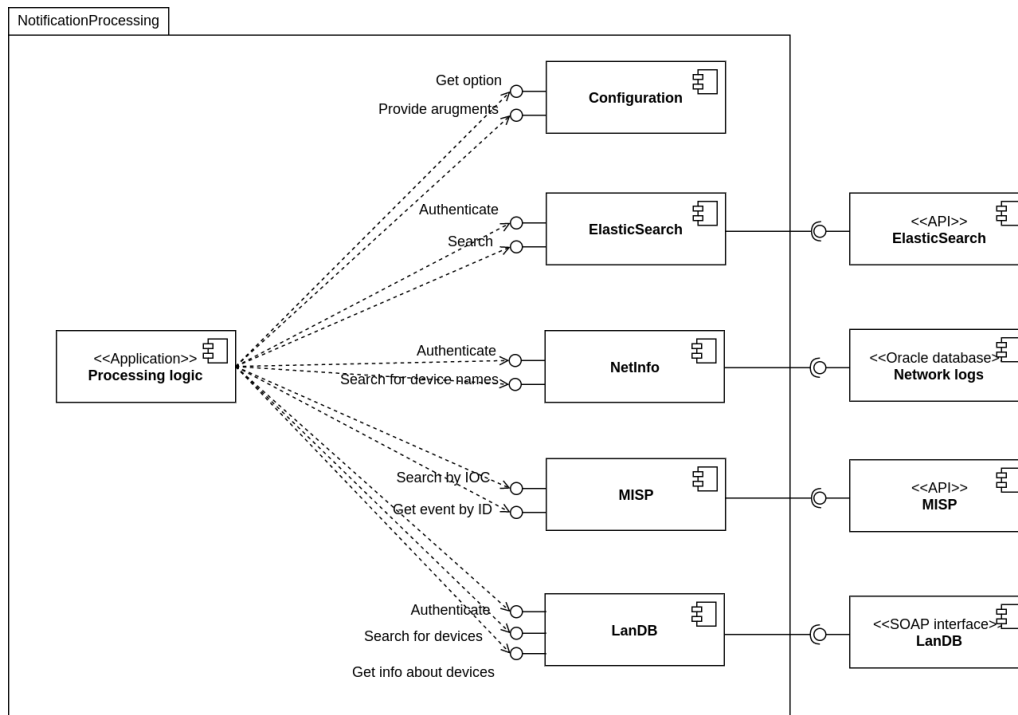 NotificationProcessing
Get option
Provide arugments
Configuration
Authenticate
Search
ElasticSearch
<<API>>
ElasticSearch
<<Application>>
Processing logic
Authenticate
Search for device names
NetInfo
<<Oracle database>
Network logs
Search by IOC
Get event by ID
MISP
<<API>>
MISP
Authenticate
Search for devices
Get info about devices
LanDB
<<SOAP interface>
LanDB